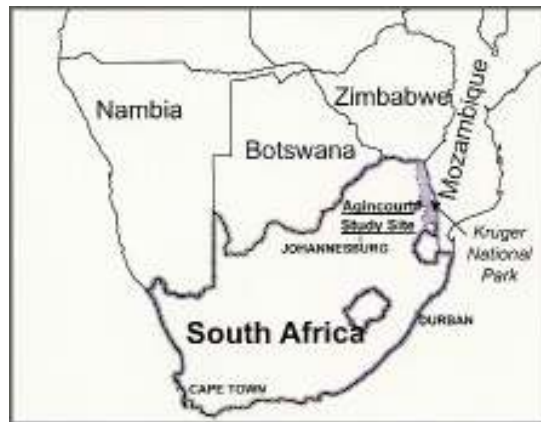 Nambia
Zimbabwe
Mozambique
Botswana
Agincourt
Study Site
Kruger
National
Park
JOHANNESBURG
South Africa
DURBAN
CAPE TOWN